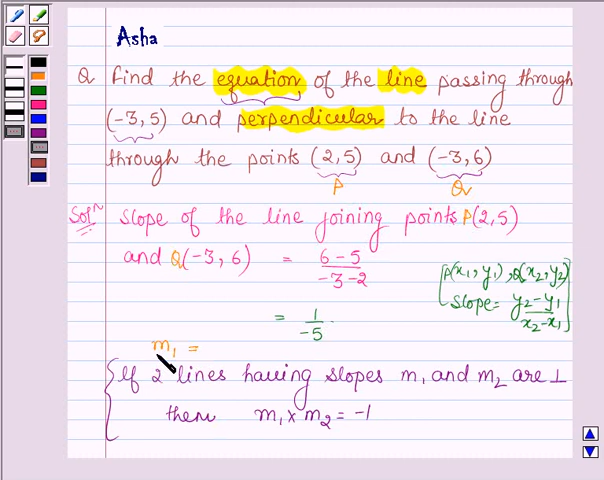 Asha
Q Find the equation of the line passing through
(-3, 5) and perpendicular to the line
through the points (2, 5) and (-3, 6)
P Q
Solⁿ Slope of the line joining points P(2, 5)
and Q(-3, 6) = 6-5/-3-2
P(x₁, y₁), Q(x₂, y₂)
Slope = y₂-y₁/x₂-x₁
= 1/-5
m₁ =
If 2 lines having slopes m₁ and m₂ are ⊥
then m₁ x m₂ = -1